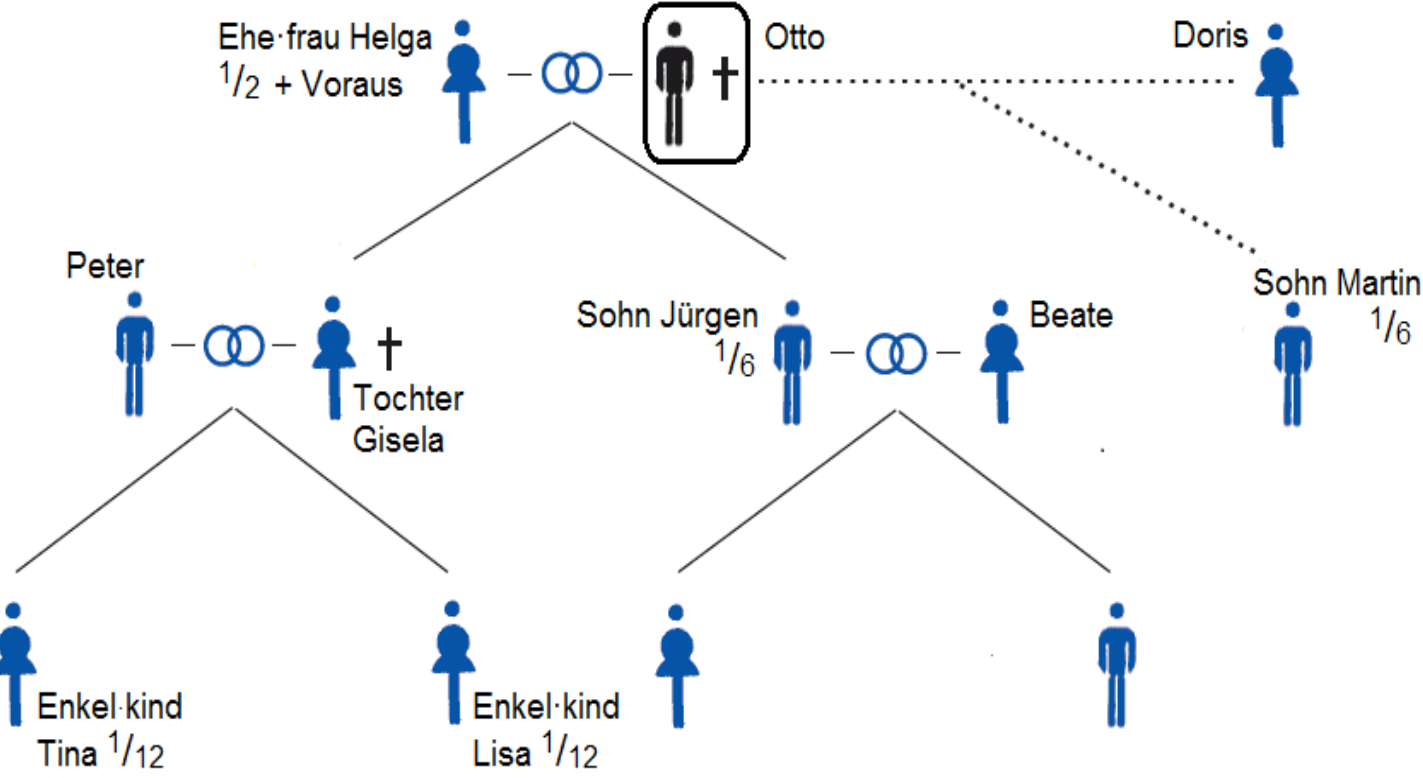 Ehe·frau Helga
1/2 + Voraus
Otto
Doris
Peter
Tochter
Gisela
Sohn Jürgen
1/6
Beate
Sohn Martin
1/6
Enkel·kind
Tina 1/12
Enkel·kind
Lisa 1/12